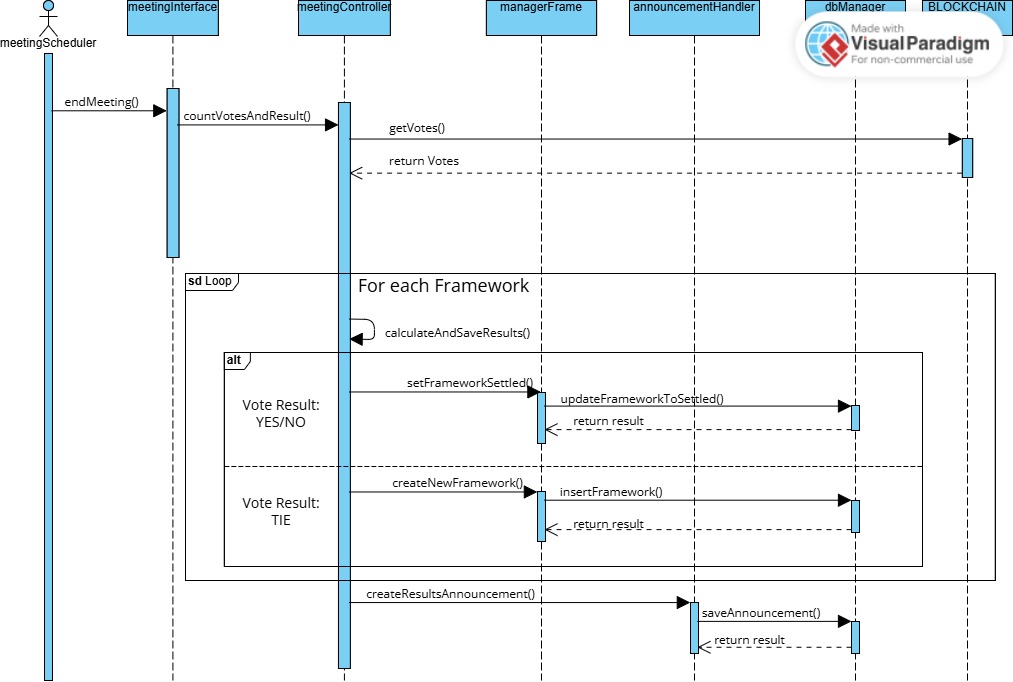 meetingInterface
meetingController
managerFrame
announcementHandler
dbManager
BLOCKCHAIN
Made with
VisualParadigm
For non-commercial use
meetingScheduler
endMeeting()
countVotesAndResult()
getVotes()
return Votes
sd Loop
For each Framework
calculateAndSaveResults()
alt
setFrameworkSettled()
updateFrameworkToSettled()
Vote Result:
YES/NO
return result
createNewFramework()
insertFramework()
Vote Result:
TIE
return result
createResultsAnnouncement()
saveAnnouncement()
return result